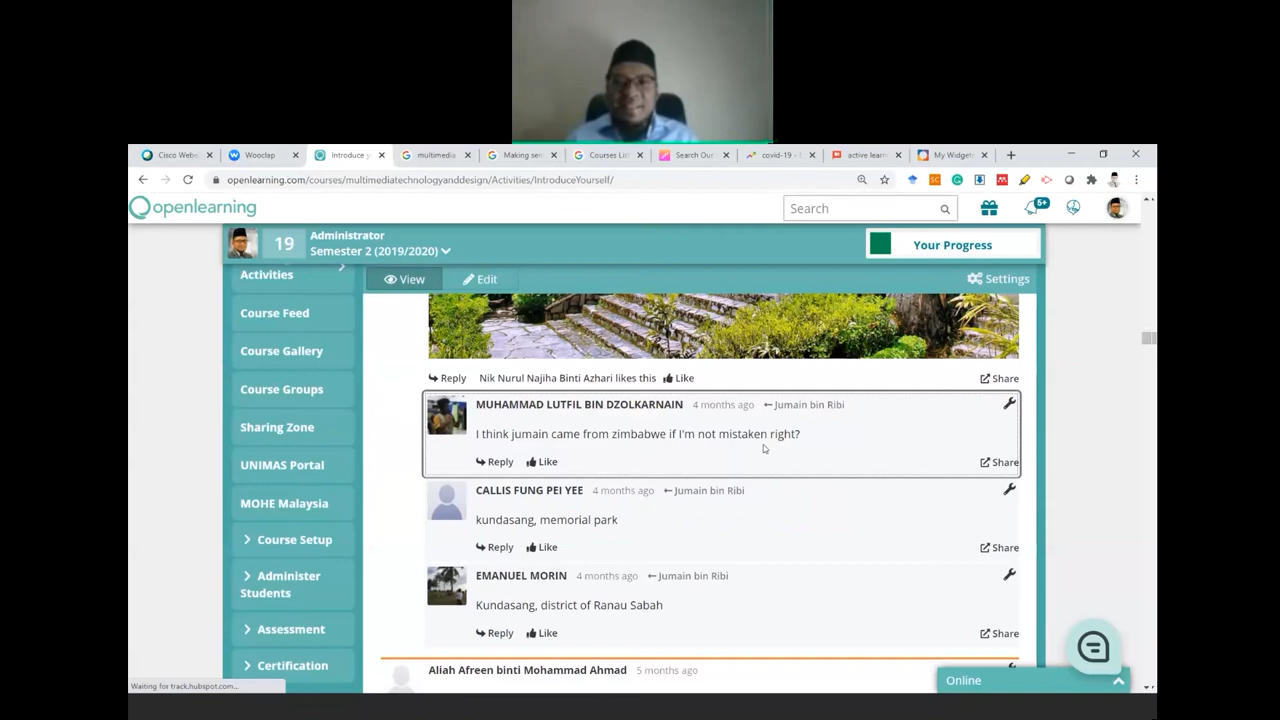 Cisco Webe
Wooclap
Introduce y
multimedia
Making sen
Courses Lis
Search Our
covid-19 -
active learn
My Widget
openlearning.com/courses/multimediatechnologyanddesign/Activities/IntroduceYourself/
openlearning
Search
5+
19
Administrator
Semester 2 (2019/2020)
Your Progress
Activities
View
Edit
Settings
Course Feed
Course Gallery
Course Groups
Sharing Zone
UNIMAS Portal
MOHE Malaysia
Course Setup
Administer
Students
Assessment
Certification
Reply Nik Nurul Najiha Binti Azhari likes this Like Share
MUHAMMAD LUTFIL BIN DZOLKARNAIN 4 months ago Jumain bin Ribi
I think jumain came from zimbabwe if I'm not mistaken right?
Reply Like Share
CALLIS FUNG PEI YEE 4 months ago Jumain bin Ribi
kundasang, memorial park
Reply Like Share
EMANUEL MORIN 4 months ago Jumain bin Ribi
Kundasang, district of Ranau Sabah
Reply Like Share
Aliah Afreen binti Mohammad Ahmad 5 months ago
Online
Waiting for track.hubspot.com...